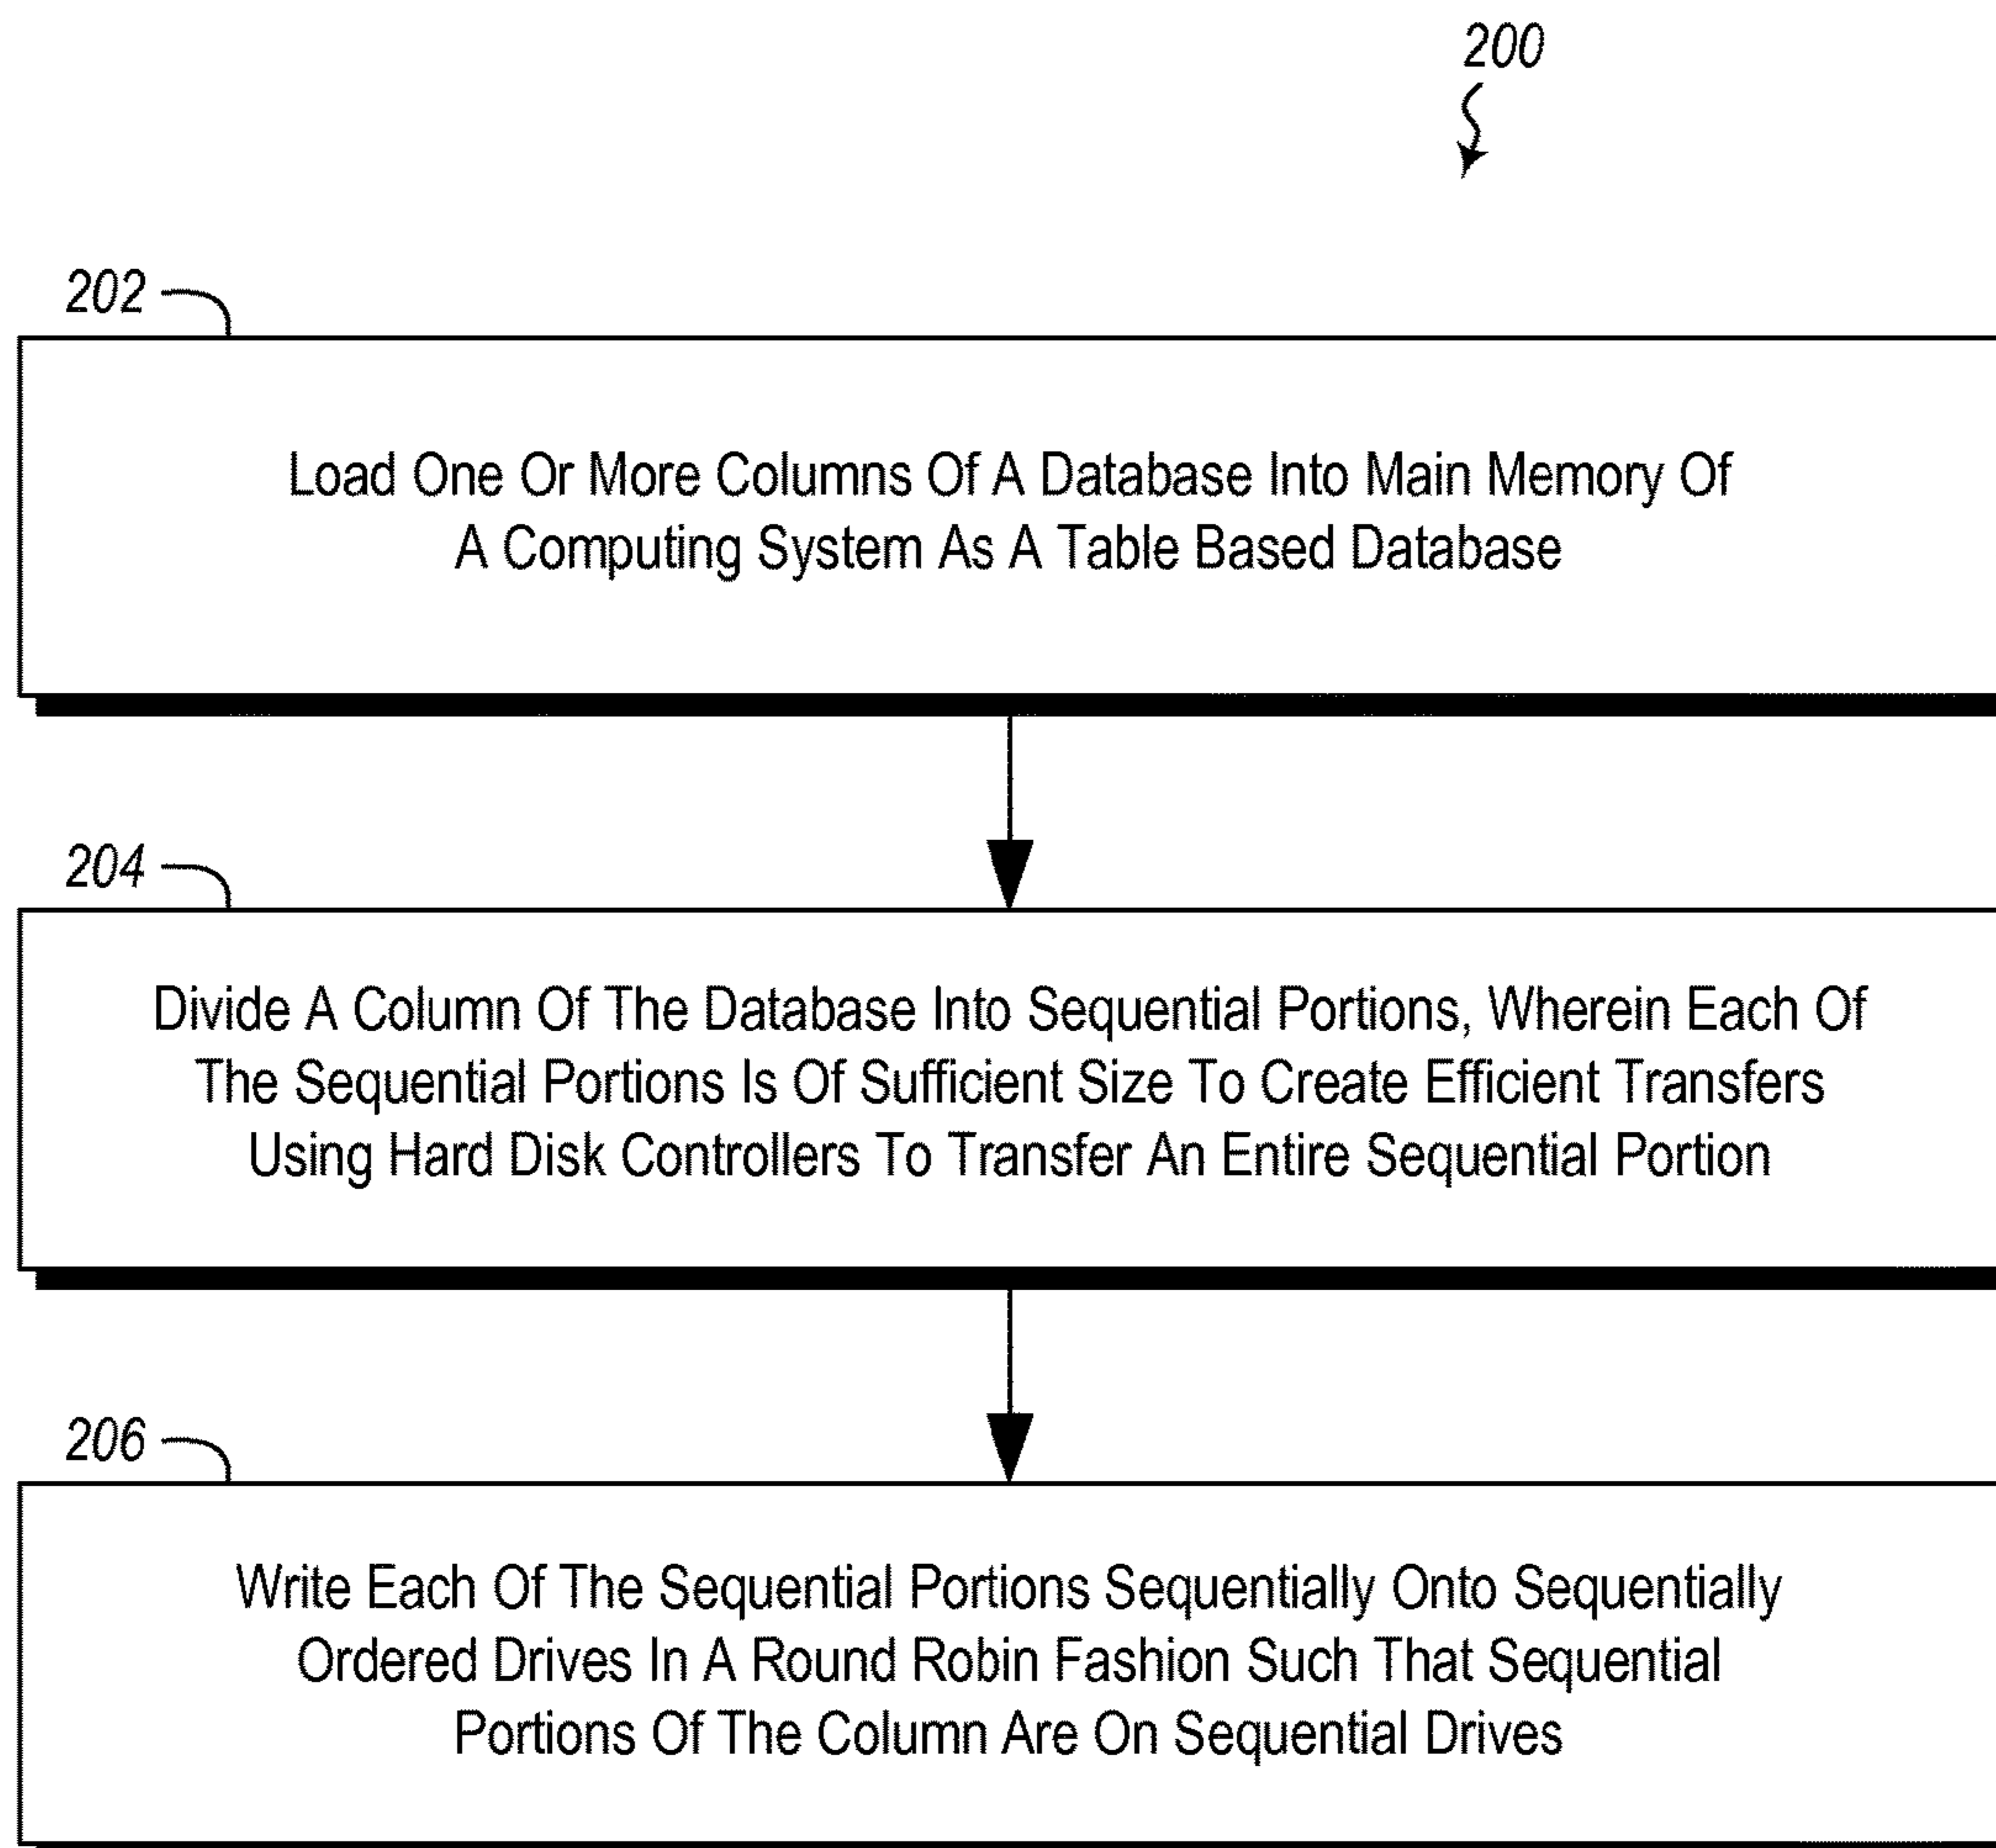 200
202
Load One Or More Columns Of A Database Into Main Memory Of
A Computing System As A Table Based Database
204
Divide A Column Of The Database Into Sequential Portions, Wherein Each Of
The Sequential Portions Is Of Sufficient Size To Create Efficient Transfers
Using Hard Disk Controllers To Transfer An Entire Sequential Portion
206
Write Each Of The Sequential Portions Sequentially Onto Sequentially
Ordered Drives In A Round Robin Fashion Such That Sequential
Portions Of The Column Are On Sequential Drives